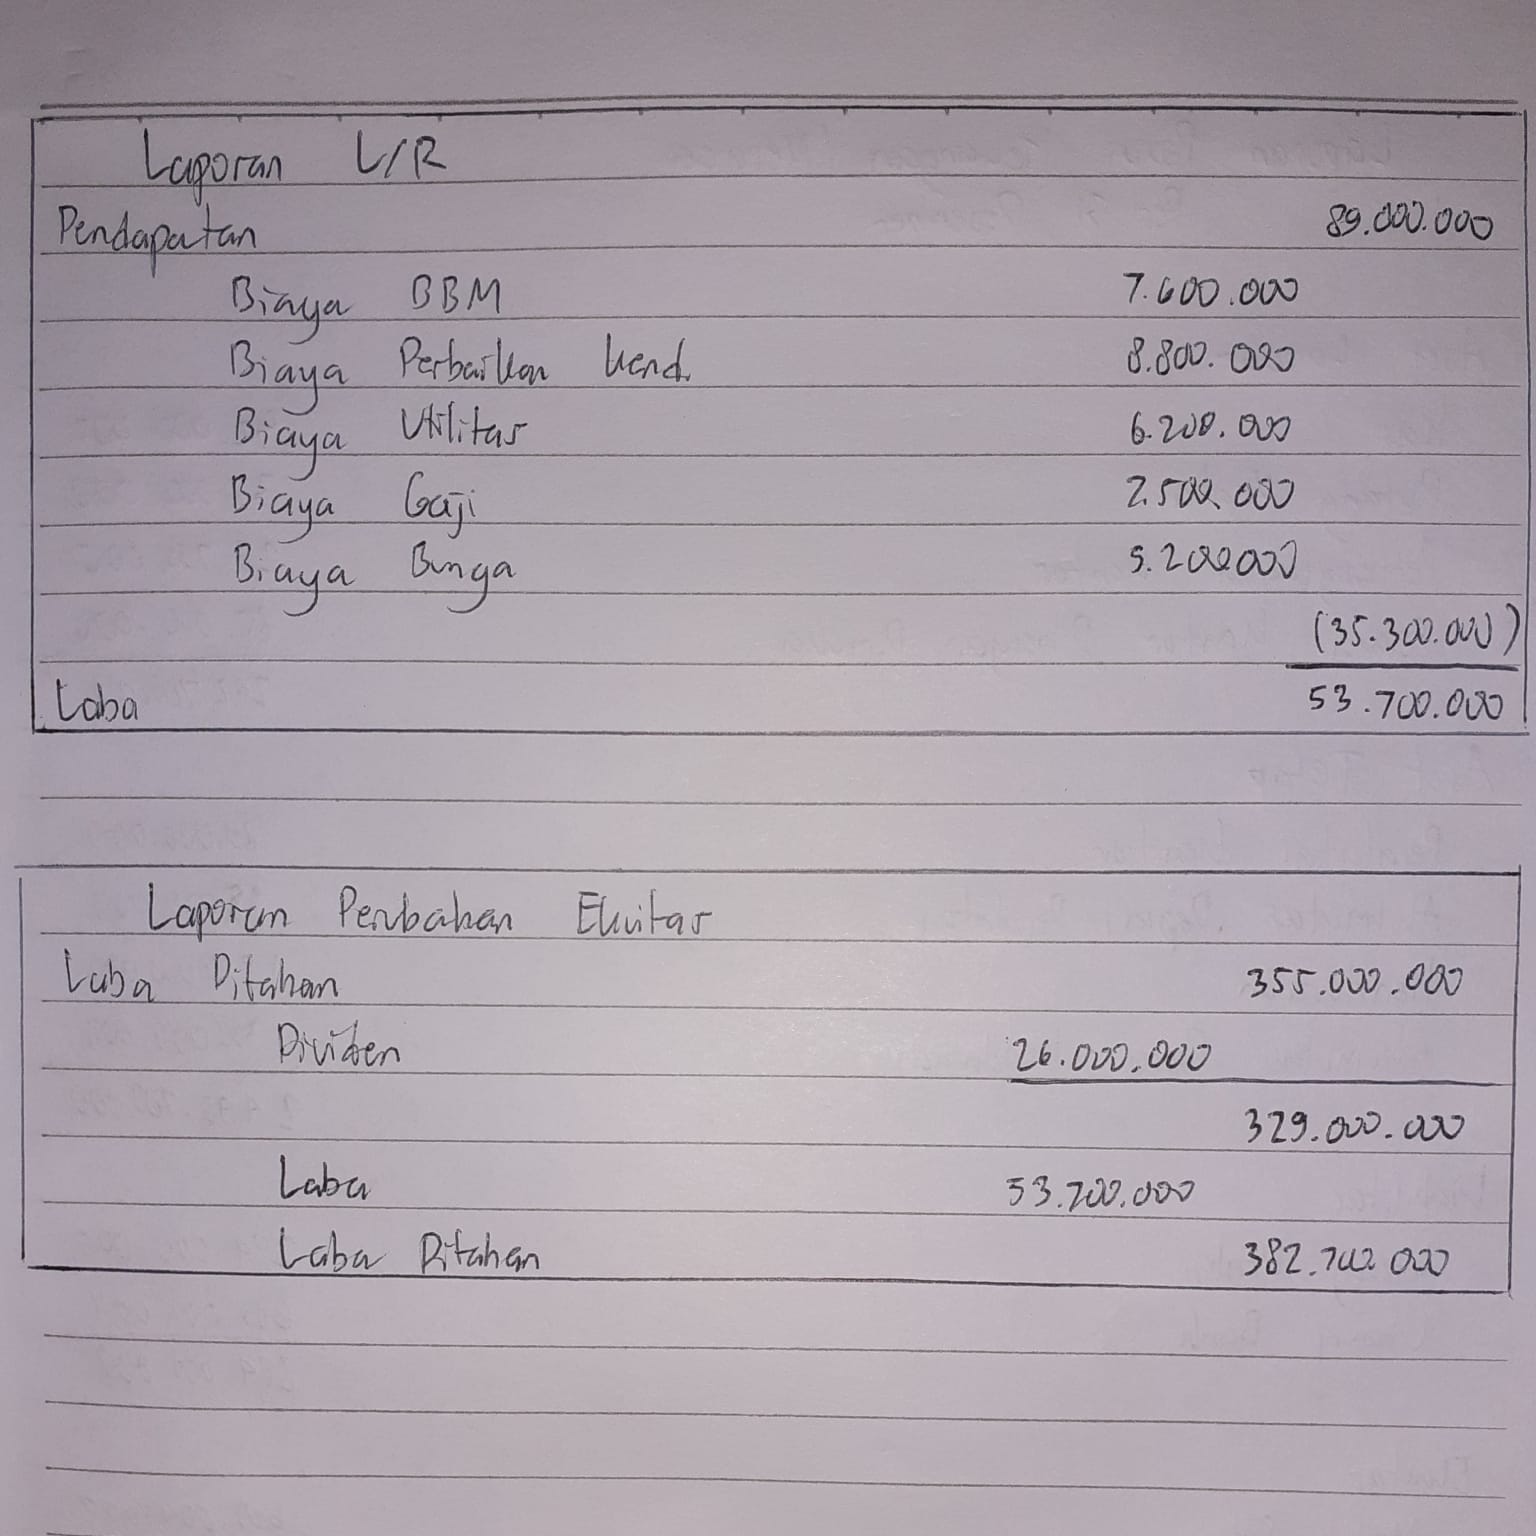 Laporan L/R
Pendapatan 89.000.000
Biaya BBM 7.600.000
Biaya Perbaikan kend. 8.800.000
Biaya Utilitas 6.200.000
Biaya Gaji 7.500.000
Biaya Bunga 5.200.000
(35.300.000)
Laba 53.700.000
Laporan Perubahan Ekuitas
Laba Ditahan 355.000.000
Dividen 26.000.000
329.000.000
Laba 53.700.000
Laba Ditahan 382.700.000